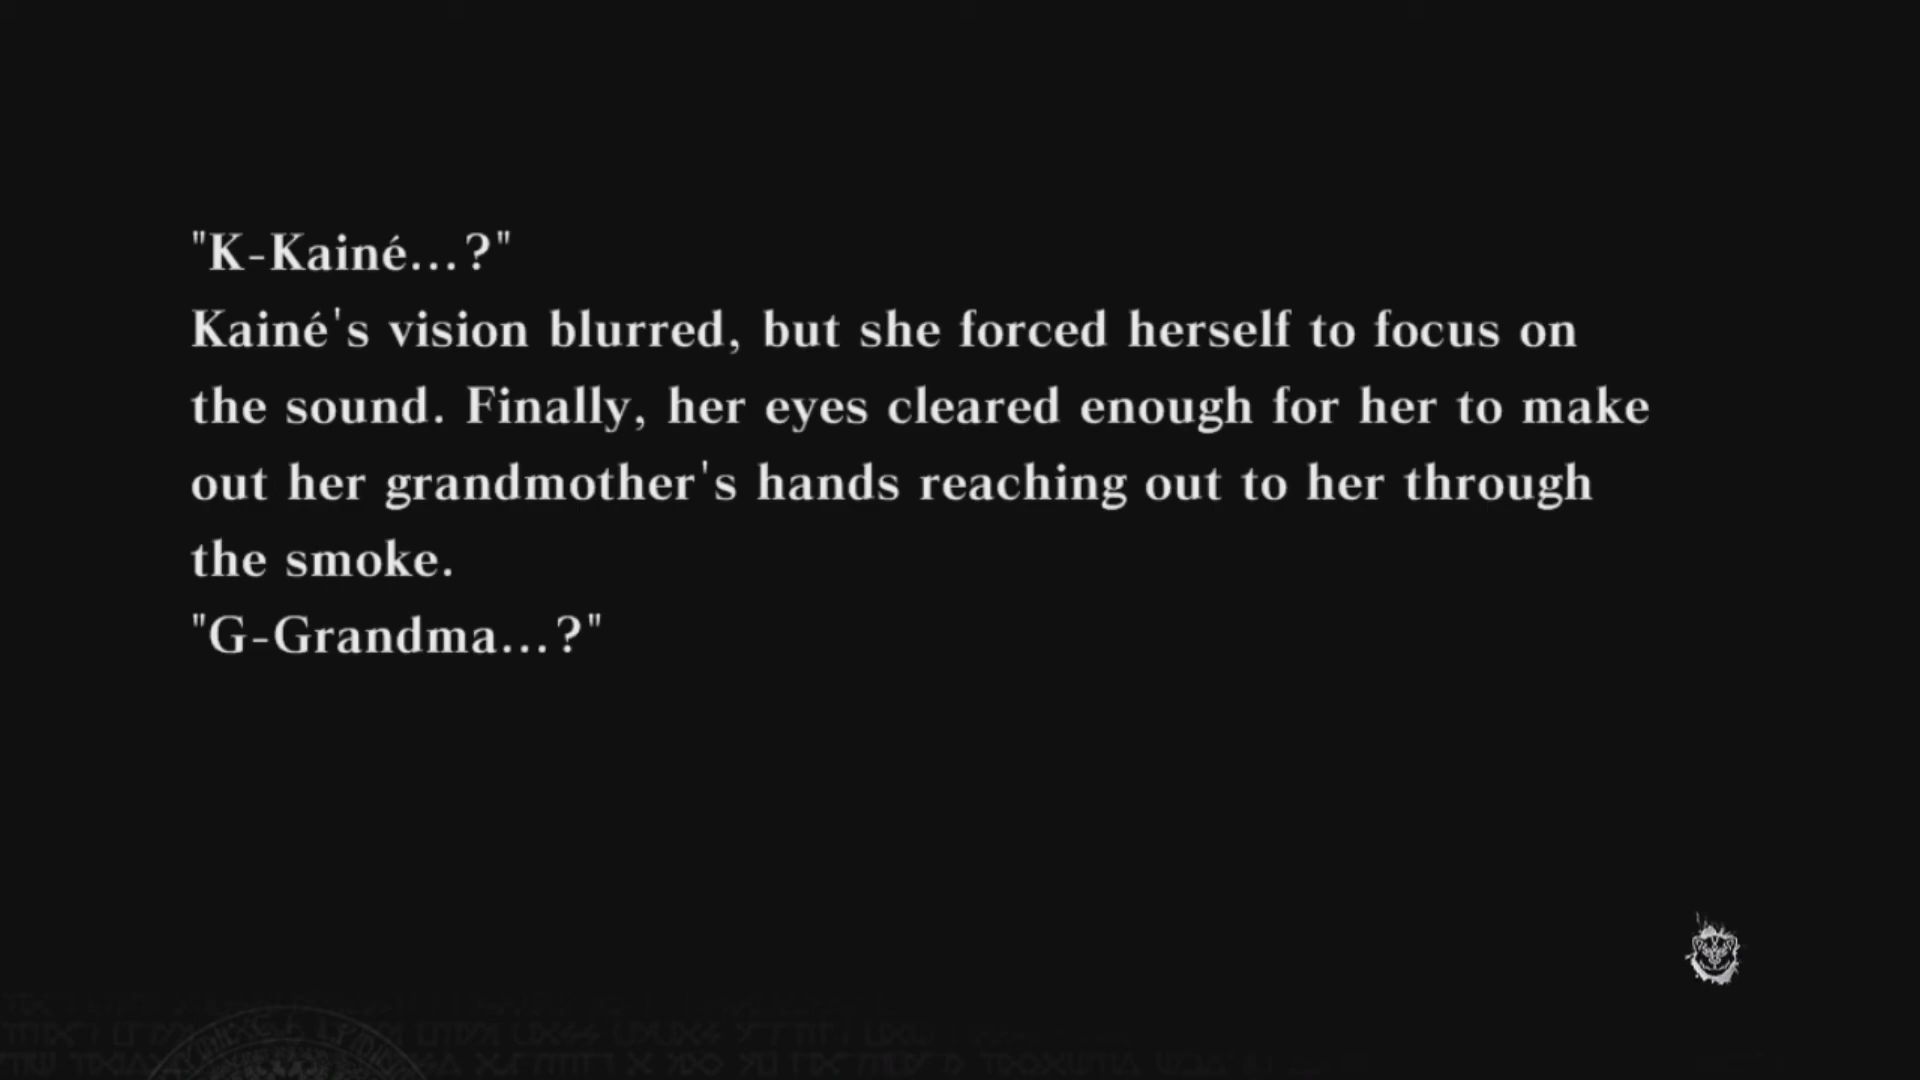 "K-Kainé...?"
Kainé's vision blurred, but she forced herself to focus on
the sound. Finally, her eyes cleared enough for her to make
out her grandmother's hands reaching out to her through
the smoke.
"G-Grandma...?"